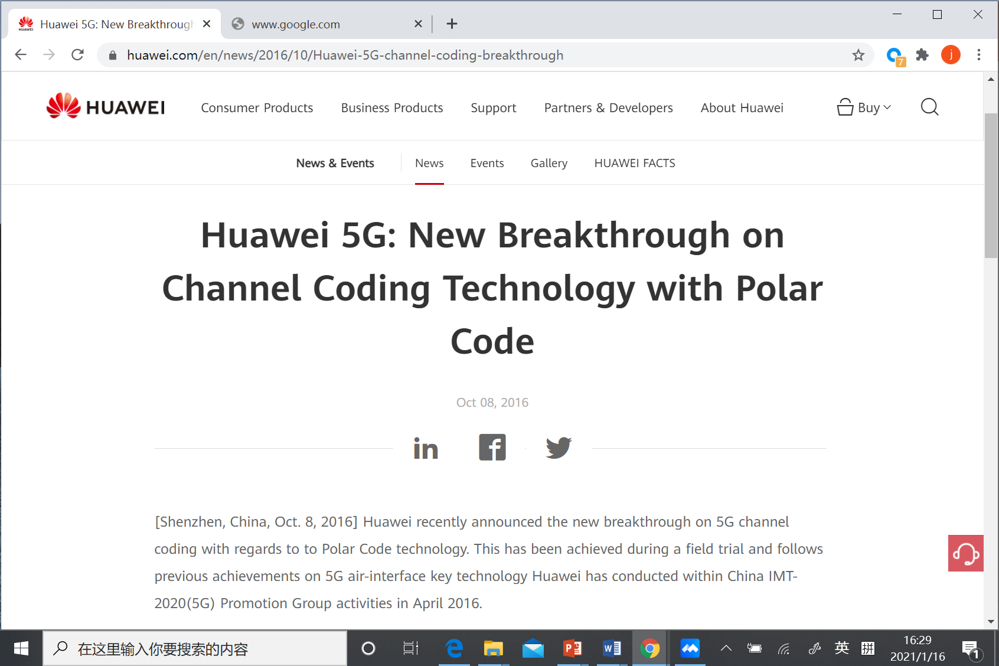 Huawei 5G: New Breakthrough
www.google.com
huawei.com/en/news/2016/10/Huawei-5G-channel-coding-breakthrough
7
j
HUAWEI
Consumer Products
Business Products
Support
Partners & Developers
About Huawei
Buy
News & Events
News
Events
Gallery
HUAWEI FACTS
Huawei 5G: New Breakthrough on
Channel Coding Technology with Polar
Code
Oct 08, 2016
[Shenzhen, China, Oct. 8, 2016] Huawei recently announced the new breakthrough on 5G channel
coding with regards to to Polar Code technology. This has been achieved during a field trial and follows
previous achievements on 5G air-interface key technology Huawei has conducted within China IMT-
2020(5G) Promotion Group activities in April 2016.
在这里输入你要搜索的内容
英
拼
16:29
2021/1/16
1